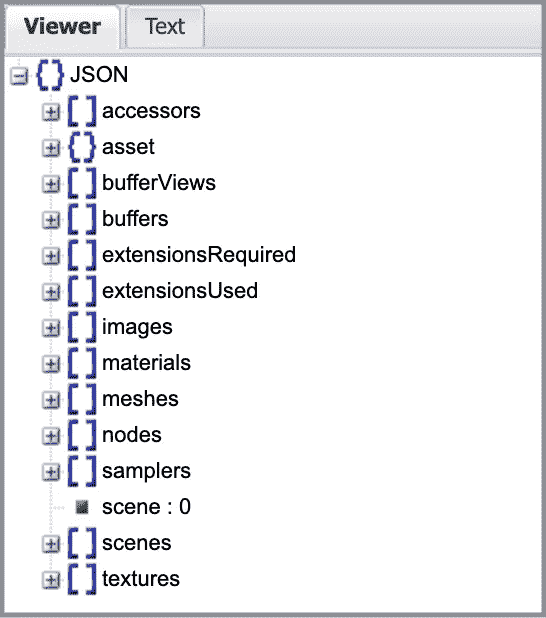 Viewer Text
JSON
accessors
asset
bufferViews
buffers
extensionsRequired
extensionsUsed
images
materials
meshes
nodes
samplers
scene : 0
scenes
textures